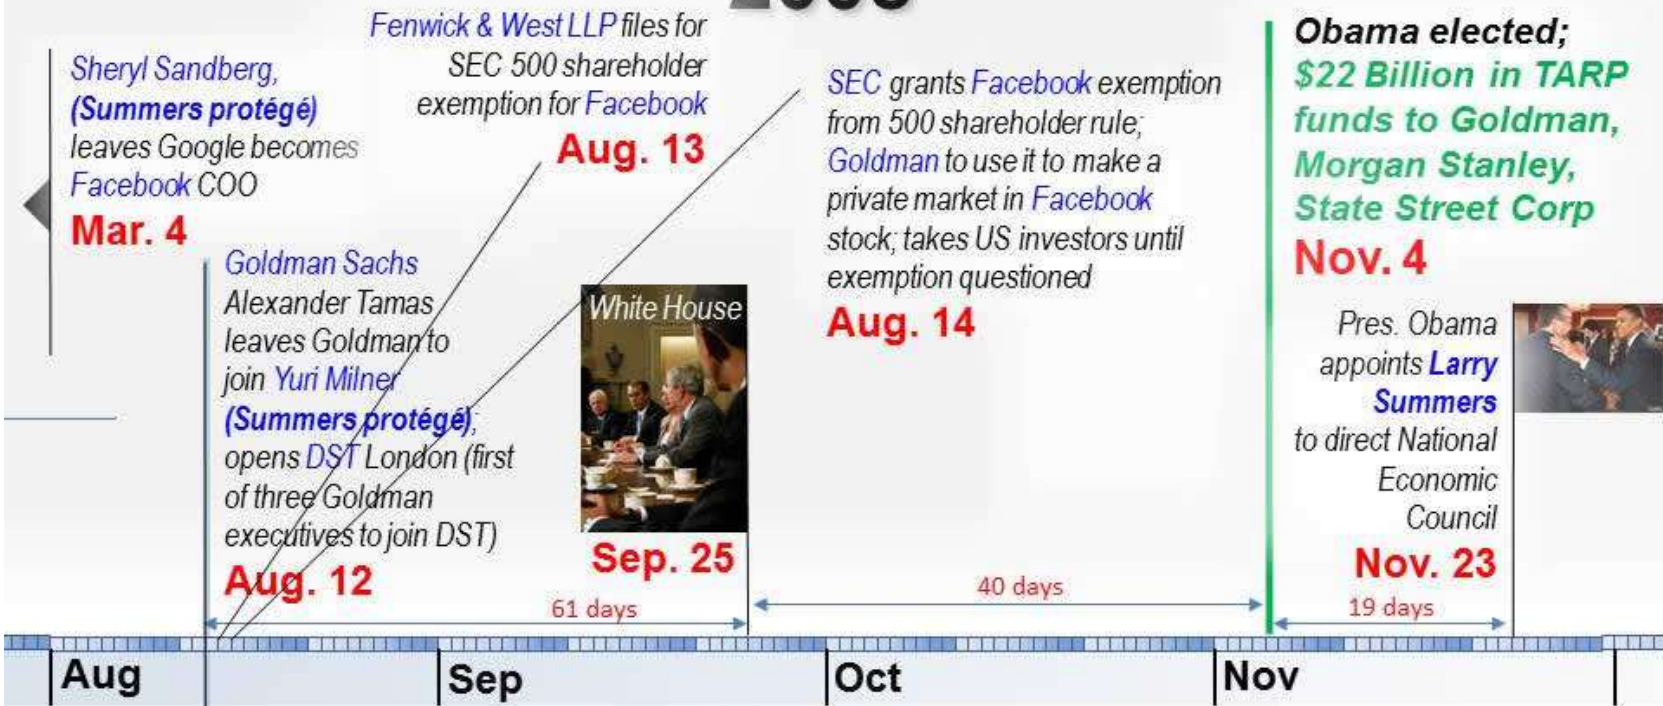 2008
Fenwick & West LLP files for
SEC 500 shareholder
exemption for Facebook
Aug. 13
Sheryl Sandberg,
(Summers protégé)
leaves Google becomes
Facebook COO
Mar. 4
Goldman Sachs
Alexander Tamas
leaves Goldman to
join Yuri Milner
(Summers protégé);
opens DST London (first
of three Goldman
executives to join DST)
Aug. 12
White House
Sep. 25
SEC grants Facebook exemption
from 500 shareholder rule;
Goldman to use it to make a
private market in Facebook
stock; takes US investors until
exemption questioned
Aug. 14
Obama elected;
$22 Billion in TARP
funds to Goldman,
Morgan Stanley,
State Street Corp
Nov. 4
Pres. Obama
appoints Larry
Summers
to direct National
Economic
Council
Nov. 23
61 days
40 days
19 days
Aug
Sep
Oct
Nov